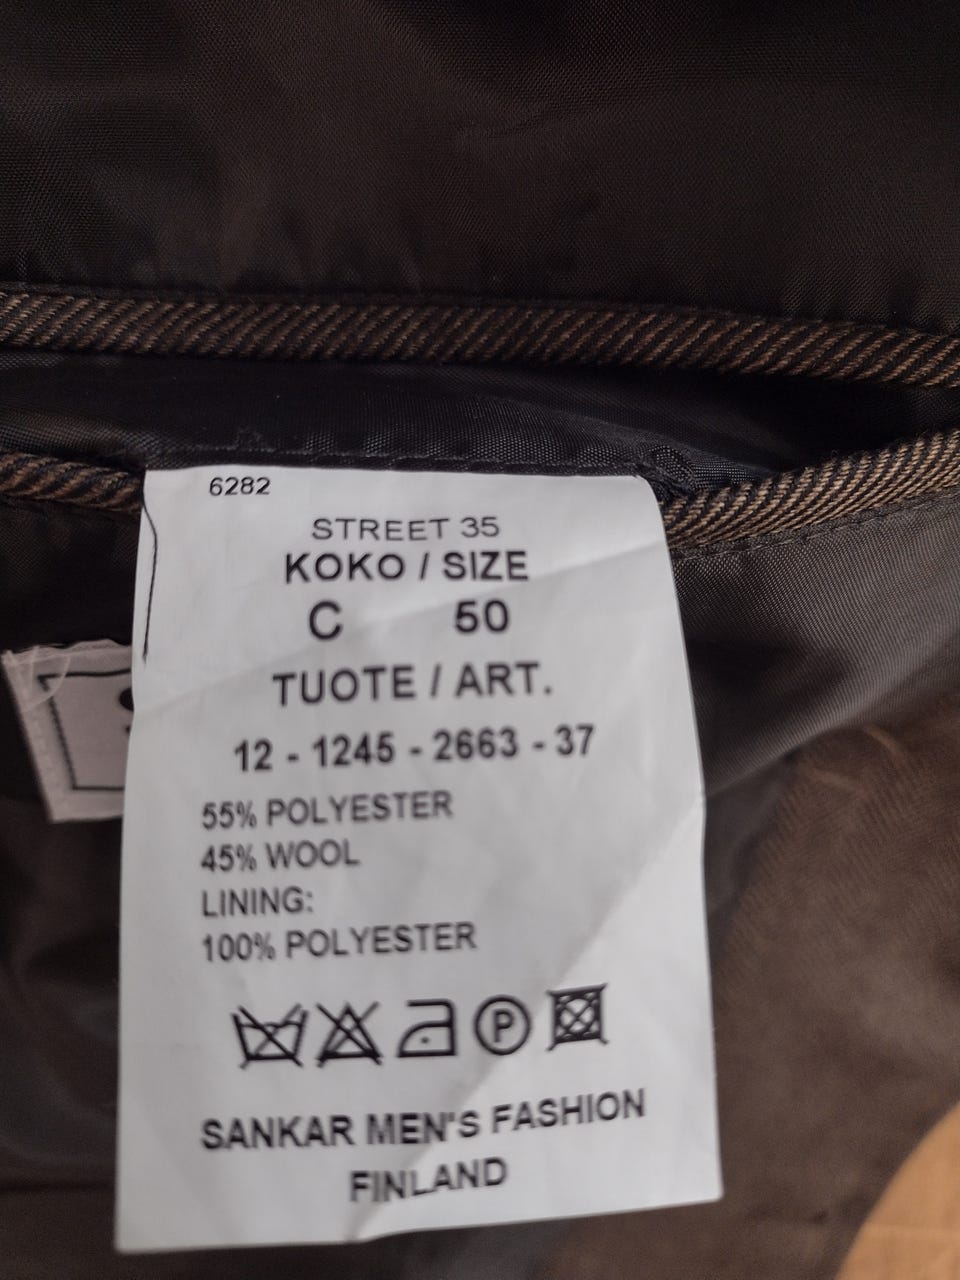 6282
STREET 35
KOKO / SIZE
C 50
TUOTE / ART.
12 - 1245 - 2663 - 37
55% POLYESTER
45% WOOL
LINING:
100% POLYESTER
P
SANKAR MEN'S FASHION
FINLAND